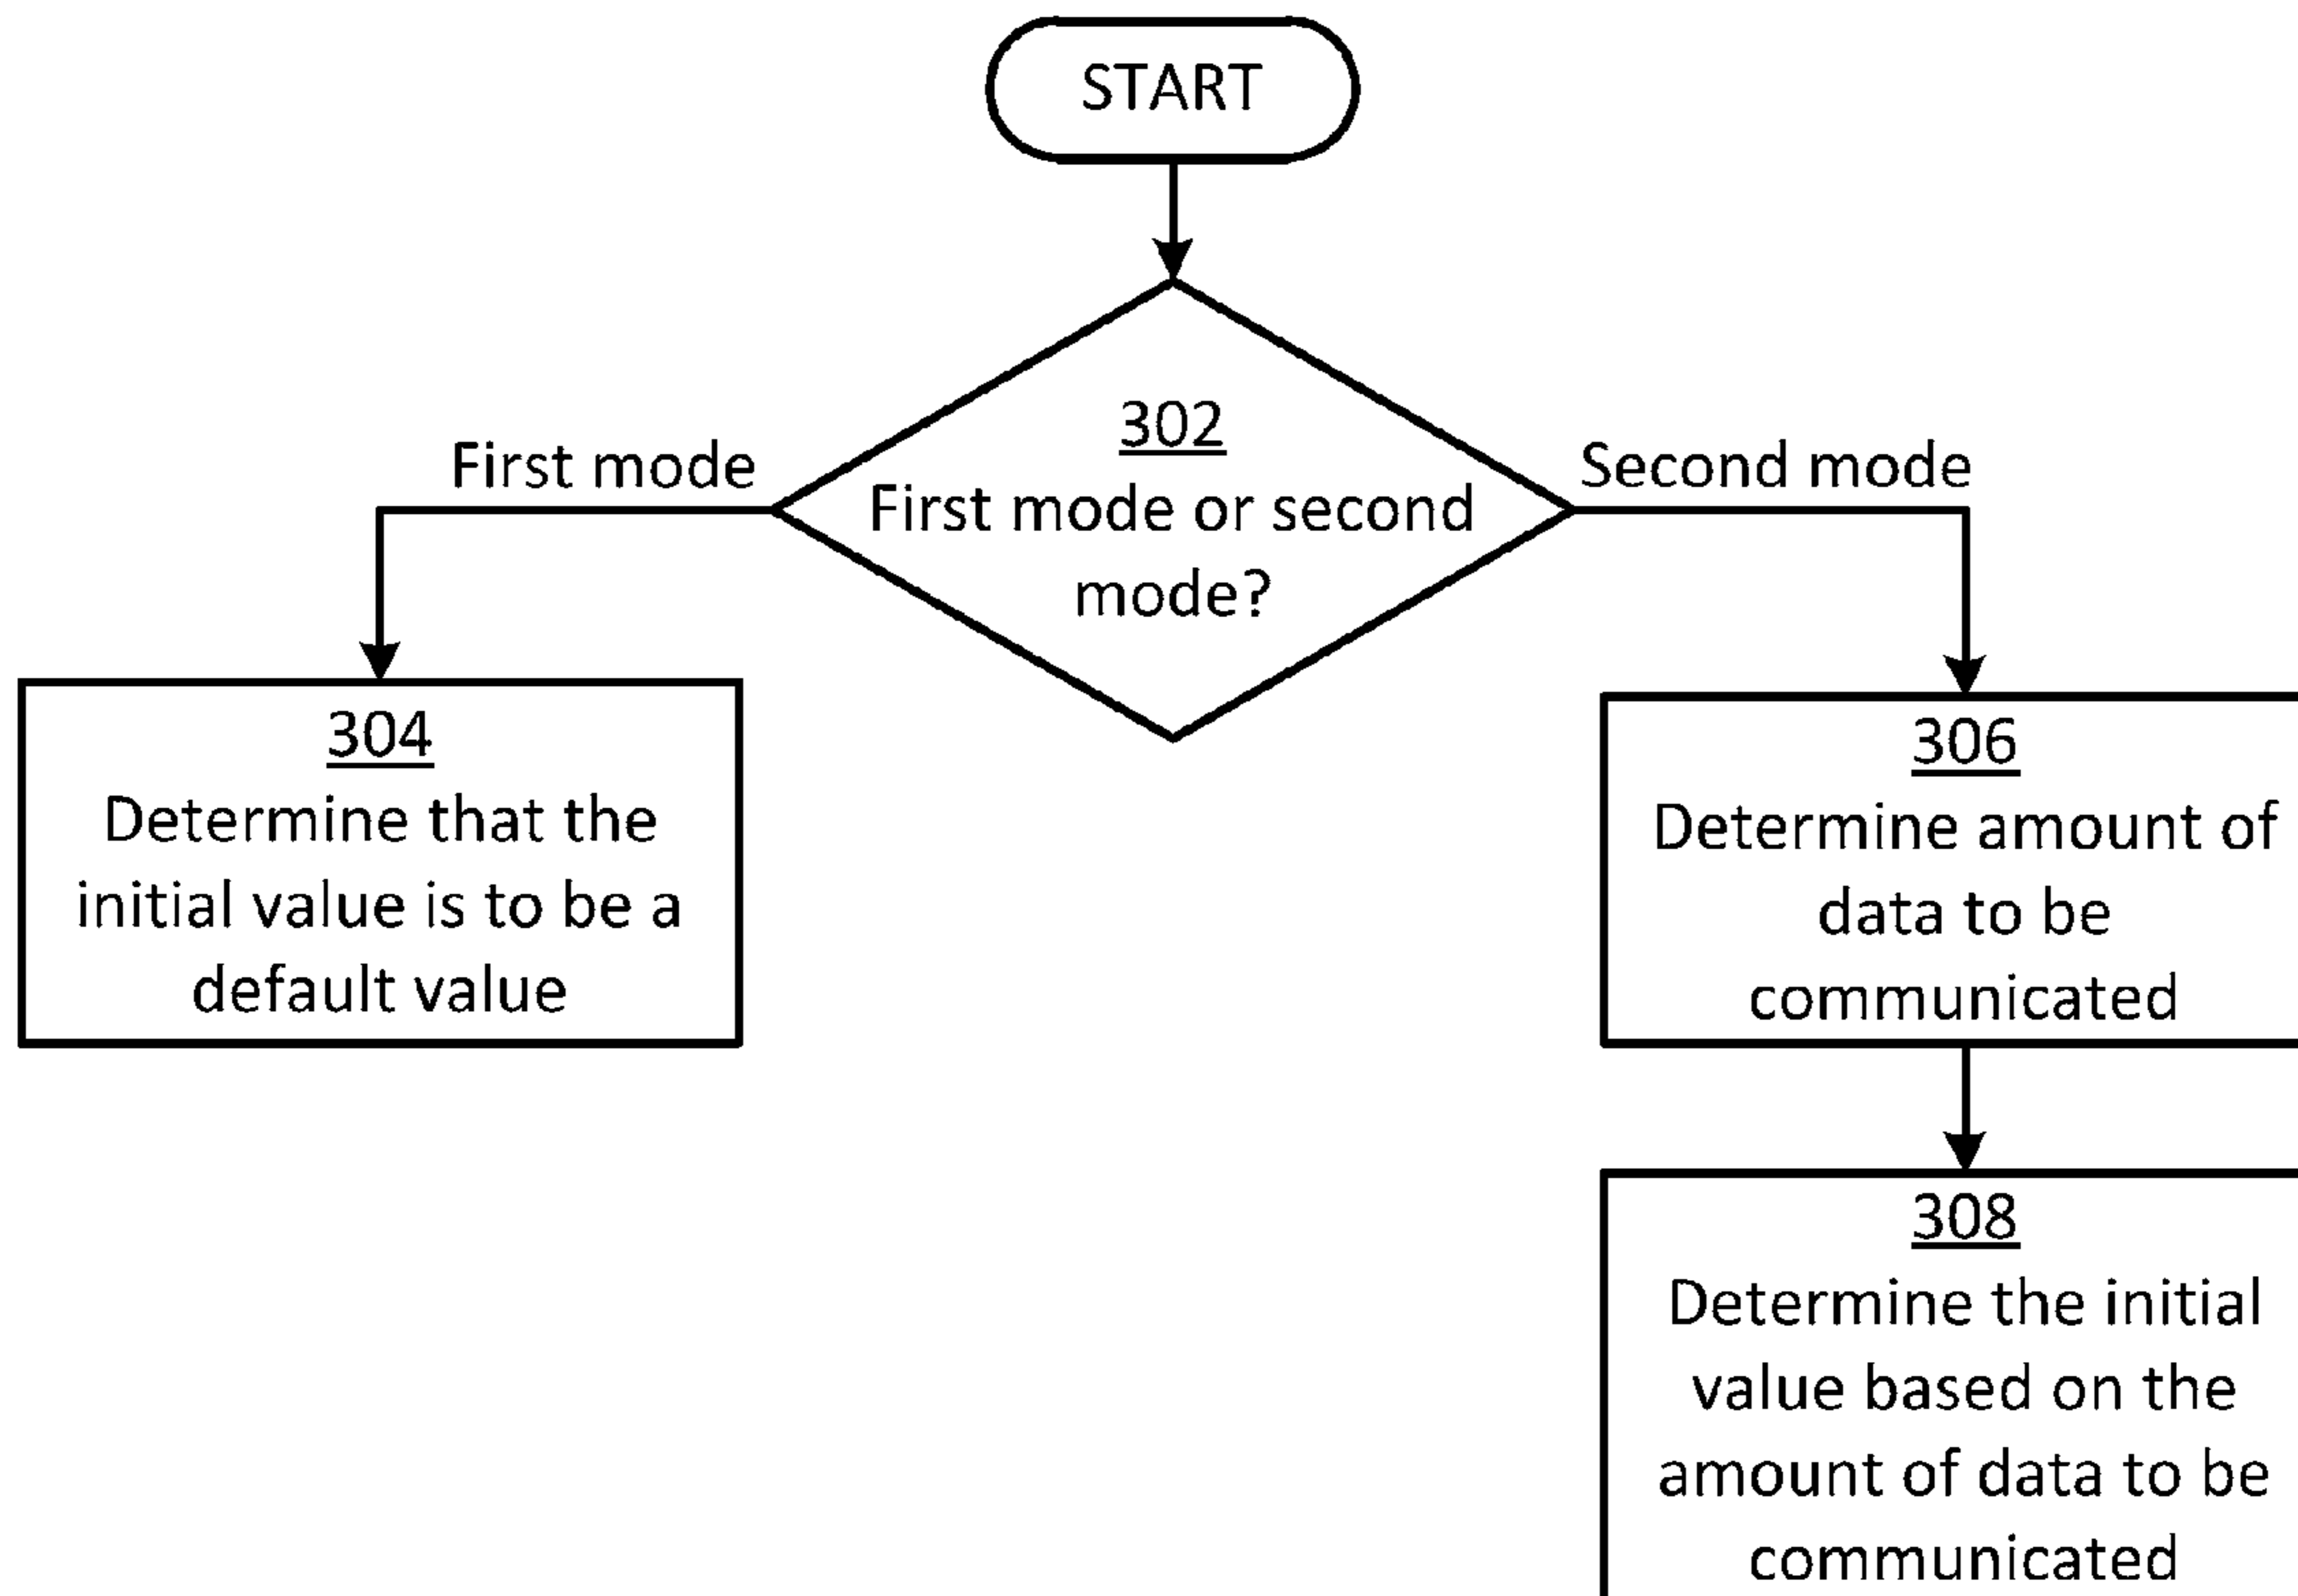 START
302
First mode or second
mode?
First mode
Second mode
304
Determine that the
initial value is to be a
default value
306
Determine amount of
data to be
communicated
308
Determine the initial
value based on the
amount of data to be
communicated